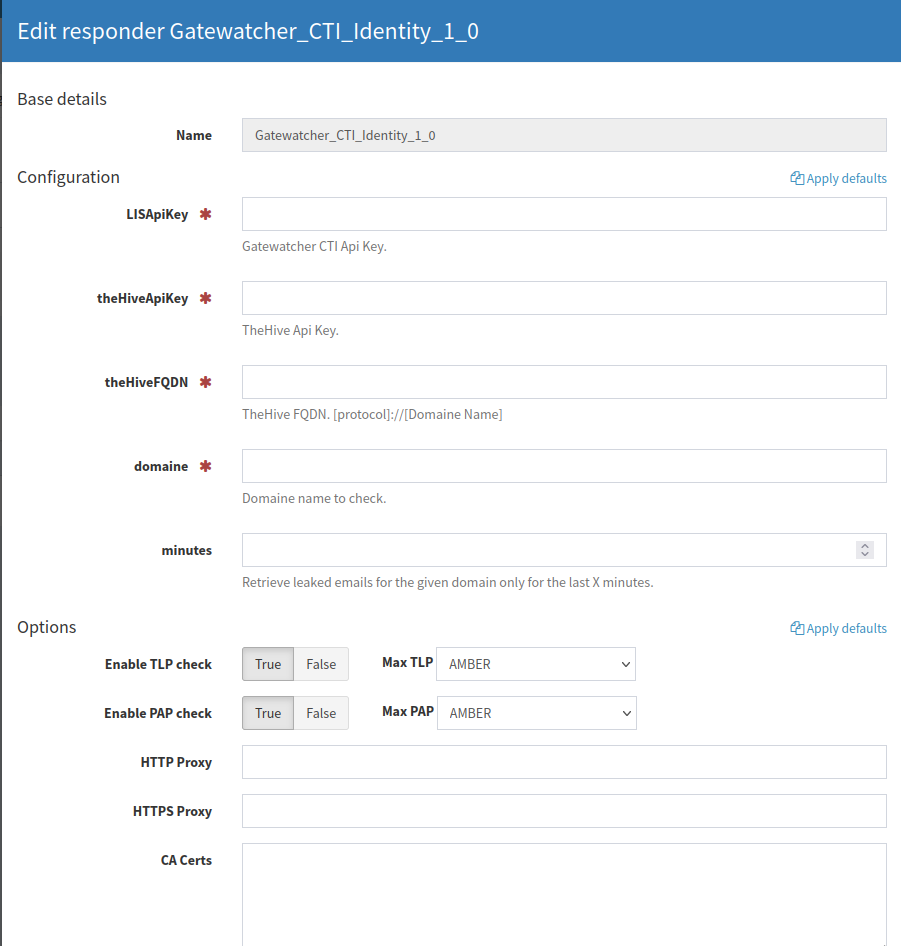 Edit responder Gatewatcher_CTI_Identity_1_0
Base details
Name Gatewatcher_CTI_Identity_1_0
Configuration Apply defaults
LISApiKey ✱
Gatewatcher CTI Api Key.
theHiveApiKey ✱
TheHive Api Key.
theHiveFQDN ✱
TheHive FQDN. [protocol]://[Domaine Name]
domaine ✱
Domaine name to check.
minutes
Retrieve leaked emails for the given domain only for the last X minutes.
Options Apply defaults
Enable TLP check True False Max TLP AMBER
Enable PAP check True False Max PAP AMBER
HTTP Proxy
HTTPS Proxy
CA Certs